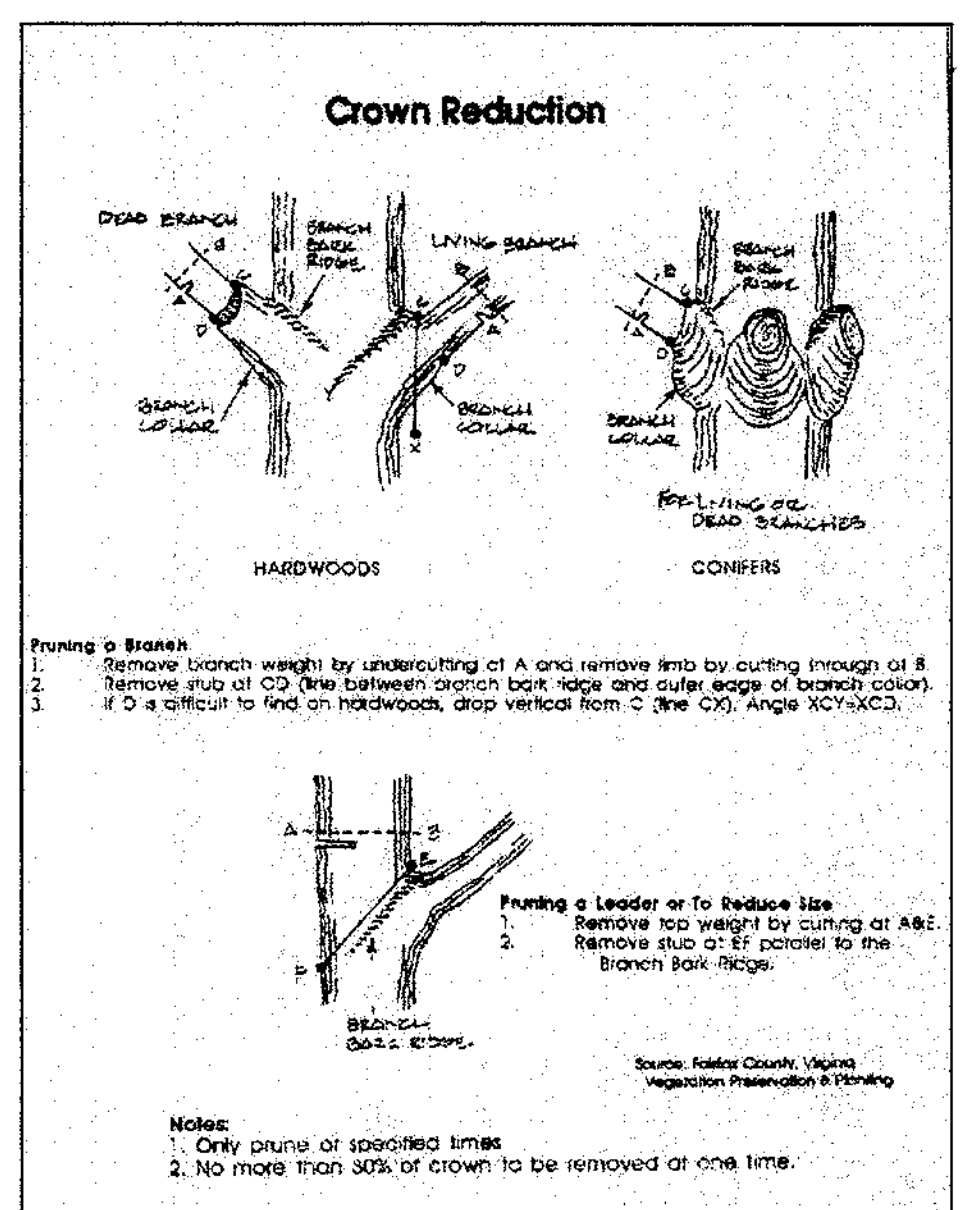 Crown Reduction
DEAD BRANCH
BRANCH
BARK
RIDGE
LIVING BRANCH
BRANCH
BARK
RIDGE
B
A
C
D
C
B
A
D
X
B
C
A
D
BRANCH
COLLAR
BRANCH
COLLAR
BRANCH
COLLAR
FOR LIVING OR
DEAD BRANCHES
HARDWOODS
CONIFERS
Pruning a Branch
1. Remove branch weight by undercutting at A and remove limb by cutting through at B.
2. Remove stub at CD (line between branch bark ridge and outer edge of branch collar).
3. If D is difficult to find on hardwoods, drop vertical from C (line CX). Angle XCY=XCD.
A
B
E
F
BRANCH
BARK RIDGE
Pruning a Leader or To Reduce Size
1. Remove top weight by cutting at A&E.
2. Remove stub at EF parallel to the
Branch Bark Ridge.
Source: Fairfax County, Virginia
Vegetation Preservation & Planting
Notes:
1. Only prune at specified times
2. No more than 30% of crown to be removed at one time.